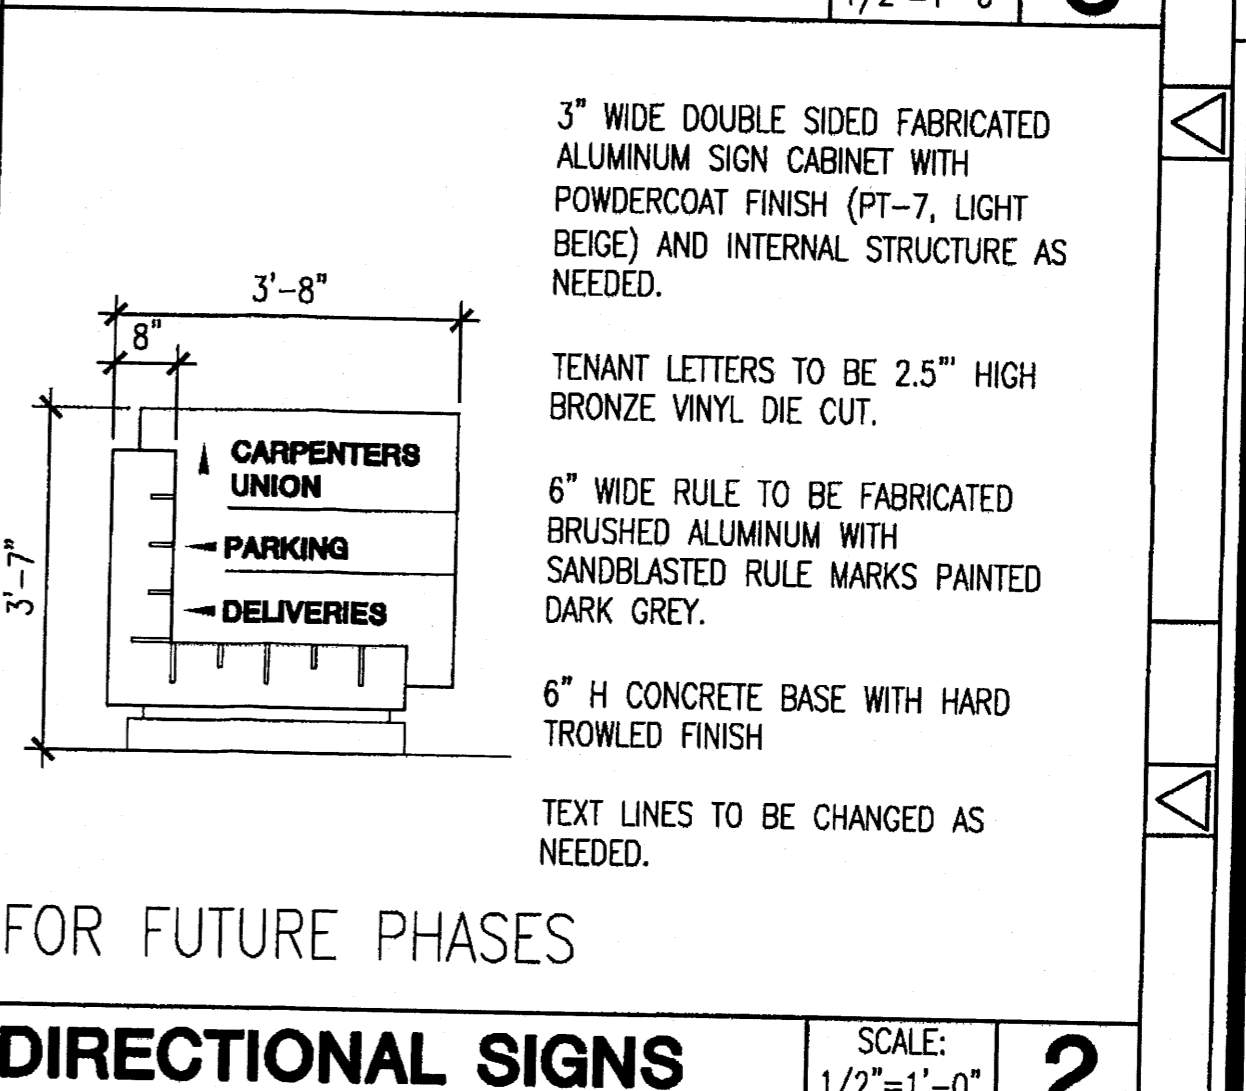 3" WIDE DOUBLE SIDED FABRICATED
ALUMINUM SIGN CABINET WITH
POWDERCOAT FINISH (PT-7, LIGHT
BEIGE) AND INTERNAL STRUCTURE AS
NEEDED.
3'-8"
8"
TENANT LETTERS TO BE 2.5"' HIGH
BRONZE VINYL DIE CUT.
3'-7"
CARPENTERS
UNION
PARKING
DELIVERIES
6" WIDE RULE TO BE FABRICATED
BRUSHED ALUMINUM WITH
SANDBLASTED RULE MARKS PAINTED
DARK GREY.
6" H CONCRETE BASE WITH HARD
TROWLED FINISH
TEXT LINES TO BE CHANGED AS
NEEDED.
FOR FUTURE PHASES
DIRECTIONAL SIGNS
SCALE:
1/2"=1'-0"
2